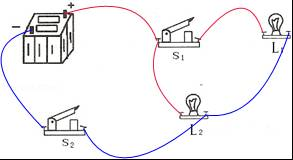 +
−
S₁
L₁
S₂
L₂